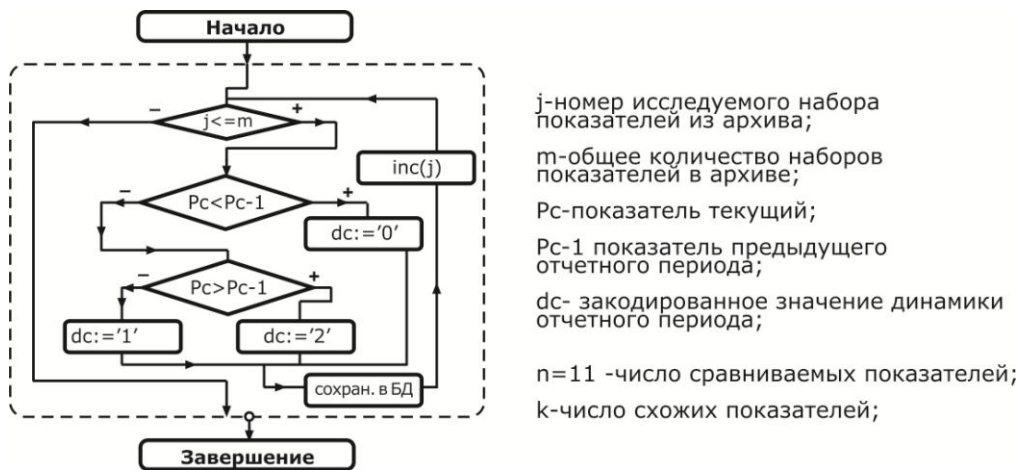 Начало
− j<=m +
inc(j)
− Pc<Pc-1 +
dc:='0'
− Pc>Pc-1 +
dc:='1'
dc:='2'
сохран. в БД
Завершение
j-номер исследуемого набора
показателей из архива;
m-общее количество наборов
показателей в архиве;
Pc-показатель текущий;
Pc-1 показатель предыдущего
отчетного периода;
dc- закодированное значение динамики
отчетного периода;
n=11 -число сравниваемых показателей;
k-число схожих показателей;